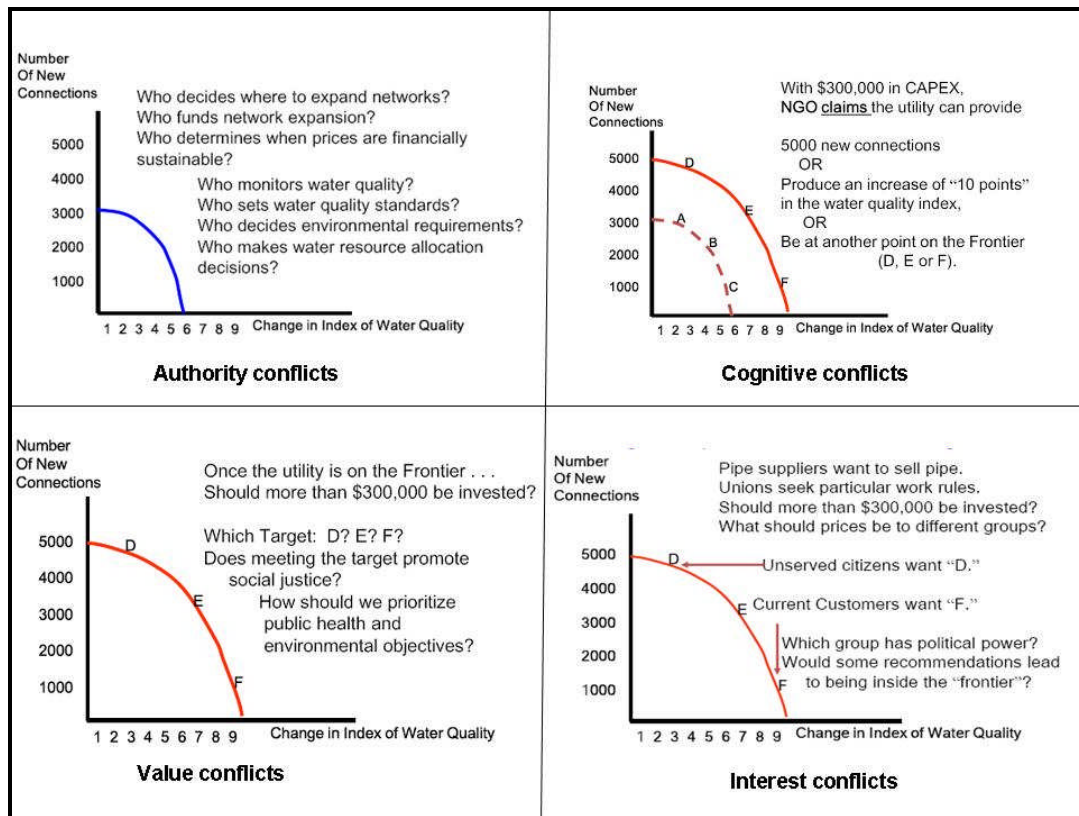 Number
Of New
Connections
Who decides where to expand networks?
Who funds network expansion?
Who determines when prices are financially
sustainable?
Who monitors water quality?
Who sets water quality standards?
Who decides environmental requirements?
Who makes water resource allocation
decisions?
5000
4000
3000
2000
1000
1 2 3 4 5 6 7 8 9 Change in Index of Water Quality
Authority conflicts
Number
Of New
Connections
With $300,000 in CAPEX,
NGO claims the utility can provide
5000 new connections
OR
Produce an increase of "10 points"
in the water quality index,
OR
Be at another point on the Frontier
(D, E or F).
5000
4000
3000
2000
1000
D
E
F
A
B
C
1 2 3 4 5 6 7 8 9 Change in Index of Water Quality
Cognitive conflicts
Number
Of New
Connections
Once the utility is on the Frontier . . .
Should more than $300,000 be invested?
Which Target: D? E? F?
Does meeting the target promote
social justice?
How should we prioritize
public health and
environmental objectives?
5000
4000
3000
2000
1000
D
E
F
1 2 3 4 5 6 7 8 9 Change in Index of Water Quality
Value conflicts
Number
Of New
Connections
Pipe suppliers want to sell pipe.
Unions seek particular work rules.
Should more than $300,000 be invested?
What should prices be to different groups?
Unserved citizens want "D."
Current Customers want "F."
Which group has political power?
Would some recommendations lead
to being inside the "frontier"?
5000
4000
3000
2000
1000
D
E
F
1 2 3 4 5 6 7 8 9 Change in Index of Water Quality
Interest conflicts